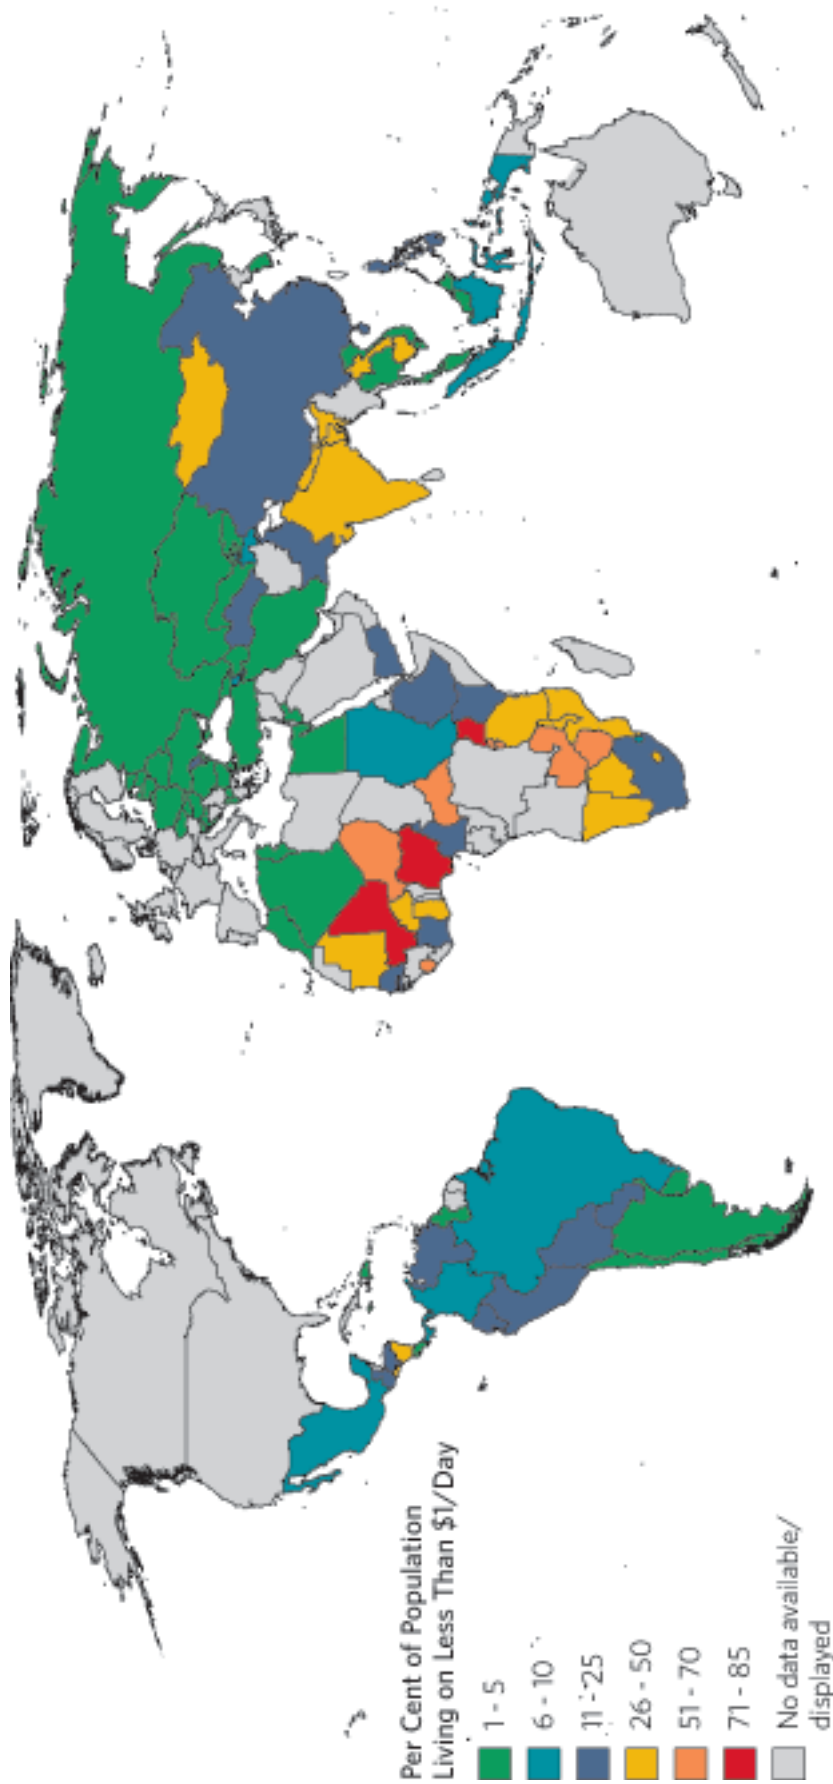 Per Cent of Population
Living on Less Than $1/Day
1 - 5
6 - 10
11 - 25
26 - 50
51 - 70
71 - 85
No data available/
displayed